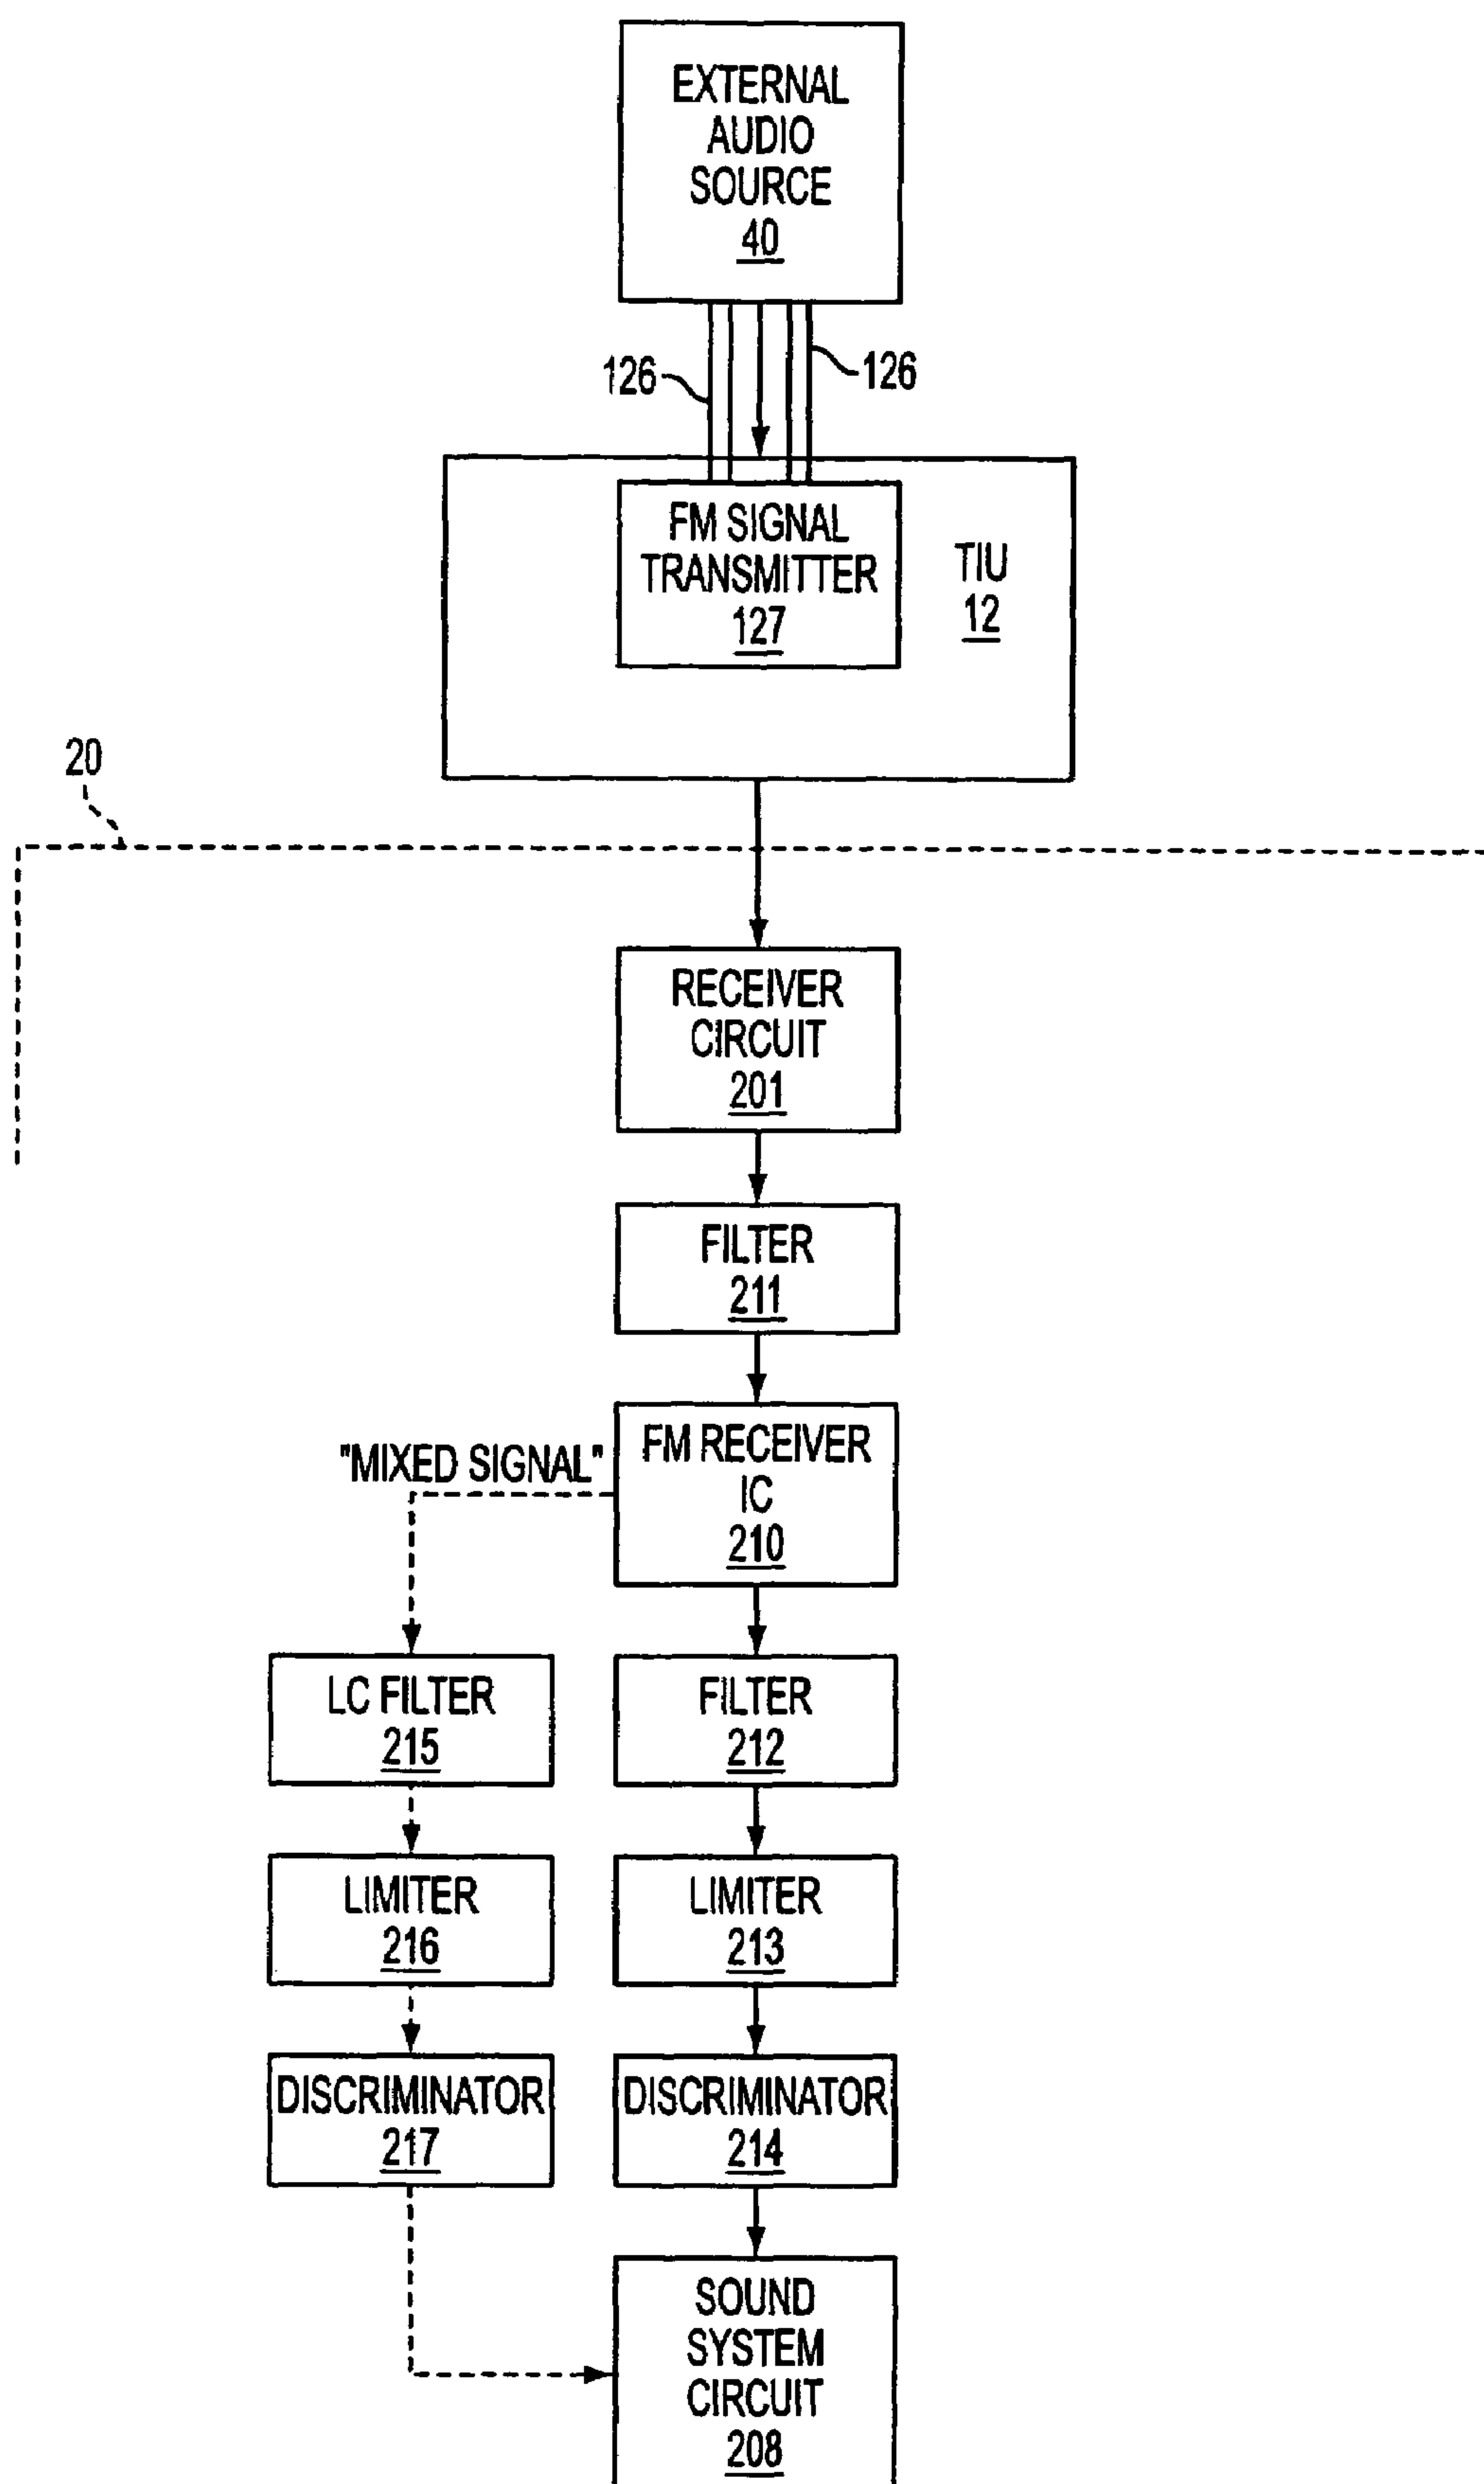 EXTERNAL
AUDIO
SOURCE
40
126
126
FM SIGNAL
TRANSMITTER
127
TIU
12
20
RECEIVER
CIRCUIT
201
FILTER
211
"MIXED SIGNAL"
FM RECEIVER
IC
210
LC FILTER
215
FILTER
212
LIMITER
216
LIMITER
213
DISCRIMINATOR
217
DISCRIMINATOR
214
SOUND
SYSTEM
CIRCUIT
208